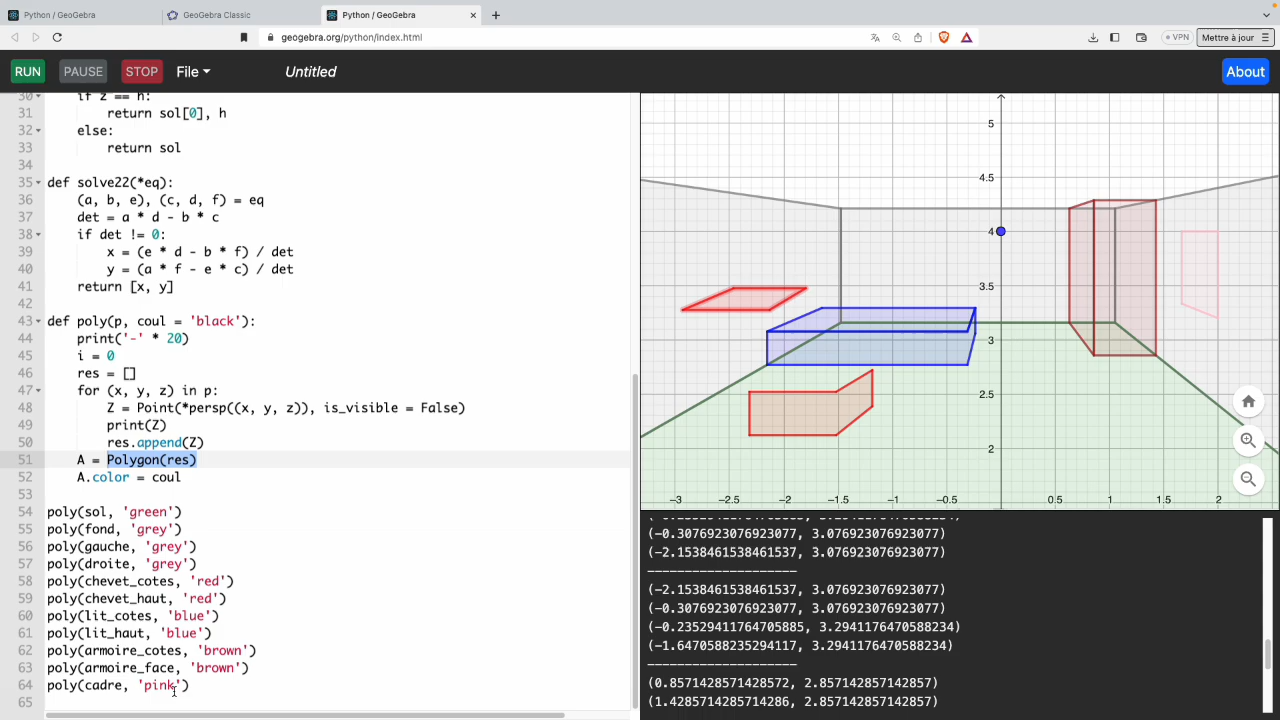 Python / GeoGebra
GeoGebra Classic
Python / GeoGebra
geogebra.org/python/index.html
VPN
Mettre à jour
RUN
PAUSE
STOP
File
Untitled
About
30 if z == h:
31 return sol[0], h
32 else:
33 return sol
34
35 def solve22(*eq):
36 (a, b, e), (c, d, f) = eq
37 det = a * d - b * c
38 if det != 0:
39 x = (e * d - b * f) / det
40 y = (a * f - e * c) / det
41 return [x, y]
42
43 def poly(p, coul = 'black'):
44 print('-' * 20)
45 i = 0
46 res = []
47 for (x, y, z) in p:
48 Z = Point(*persp((x, y, z)), is_visible = False)
49 print(Z)
50 res.append(Z)
51 A = Polygon(res)
52 A.color = coul
53
54 poly(sol, 'green')
55 poly(fond, 'grey')
56 poly(gauche, 'grey')
57 poly(droite, 'grey')
58 poly(chevet_cotes, 'red')
59 poly(chevet_haut, 'red')
60 poly(lit_cotes, 'blue')
61 poly(lit_haut, 'blue')
62 poly(armoire_cotes, 'brown')
63 poly(armoire_face, 'brown')
64 poly(cadre, 'pink')
65
5
4.5
4
3.5
3
2.5
2
−3 −2.5 −2 −1.5 −1 −0.5 0 0.5 1 1.5 2
(-0.3076923076923077, 3.076923076923077)
(-2.1538461538461537, 3.076923076923077)
--------------------
(-2.1538461538461537, 3.076923076923077)
(-0.3076923076923077, 3.076923076923077)
(-0.23529411764705885, 3.2941176470588234)
(-1.6470588235294117, 3.2941176470588234)
--------------------
(0.8571428571428572, 2.857142857142857)
(1.4285714285714286, 2.857142857142857)